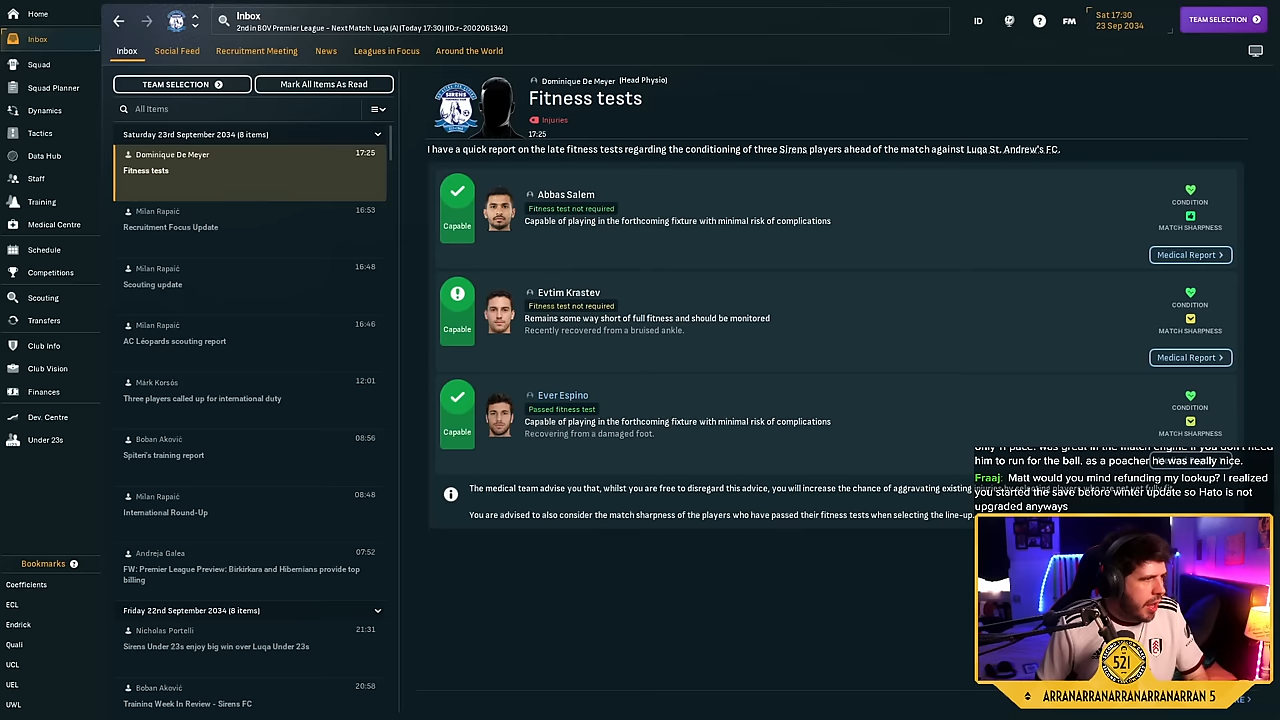 Home
Inbox
Squad
Squad Planner
Dynamics
Tactics
Data Hub
Staff
Training
Medical Centre
Schedule
Competitions
Scouting
Transfers
Club Info
Club Vision
Finances
Dev. Centre
Under 23s
Bookmarks
Coefficients
ECL
Endrick
Quali
UCL
UEL
UWL
Inbox
2nd in BOV Premier League - Next Match: Luqa (A) (Today 17:30) (ID:r-2002061342)
ID
FM
Sat 17:30
23 Sep 2034
TEAM SELECTION
Inbox
Social Feed
Recruitment Meeting
News
Leagues in Focus
Around the World
TEAM SELECTION
Mark All Items As Read
All Items
Saturday 23rd September 2034 (8 items)
Dominique De Meyer 17:25
Fitness tests
Milan Rapaić 16:53
Recruitment Focus Update
Milan Rapaić 16:48
Scouting update
Milan Rapaić 16:46
AC Léopards scouting report
Márk Korsós 12:01
Three players called up for international duty
Boban Aković 08:56
Spiteri's training report
Milan Rapaić 08:48
International Round-Up
Andreja Galea 07:52
FW: Premier League Preview: Birkirkara and Hibernians provide top
billing
Friday 22nd September 2034 (8 items)
Nicholas Portelli 21:31
Sirens Under 23s enjoy big win over Luqa Under 23s
Boban Aković 20:58
Training Week In Review - Sirens FC
SIRENS
Dominique De Meyer (Head Physio)
Fitness tests
Injuries
17:25
I have a quick report on the late fitness tests regarding the conditioning of three Sirens players ahead of the match against Luqa St. Andrew's FC.
Capable
Abbas Salem
Fitness test not required
Capable of playing in the forthcoming fixture with minimal risk of complications
CONDITION
MATCH SHARPNESS
Medical Report
Capable
Evtim Krastev
Fitness test not required
Remains some way short of full fitness and should be monitored
Recently recovered from a bruised ankle.
CONDITION
MATCH SHARPNESS
Medical Report
Capable
Ever Espino
Passed fitness test
Capable of playing in the forthcoming fixture with minimal risk of complications
Recovering from a damaged foot.
CONDITION
MATCH SHARPNESS
The medical team advise you that, whilst you are free to disregard this advice, you will increase the chance of aggravating existing
You are advised to also consider the match sharpness of the players who have passed their fitness tests when selecting the line-up.
only 11 pace. was great in the match engine if you don't need
him to run for the ball, as a poacher he was really nice.
Fraaj: Matt would you mind refunding my lookup? I realized
you started the save before winter update so Hato is not
upgraded anyways
521
ARRANARRANARRANARRANARRAN 5